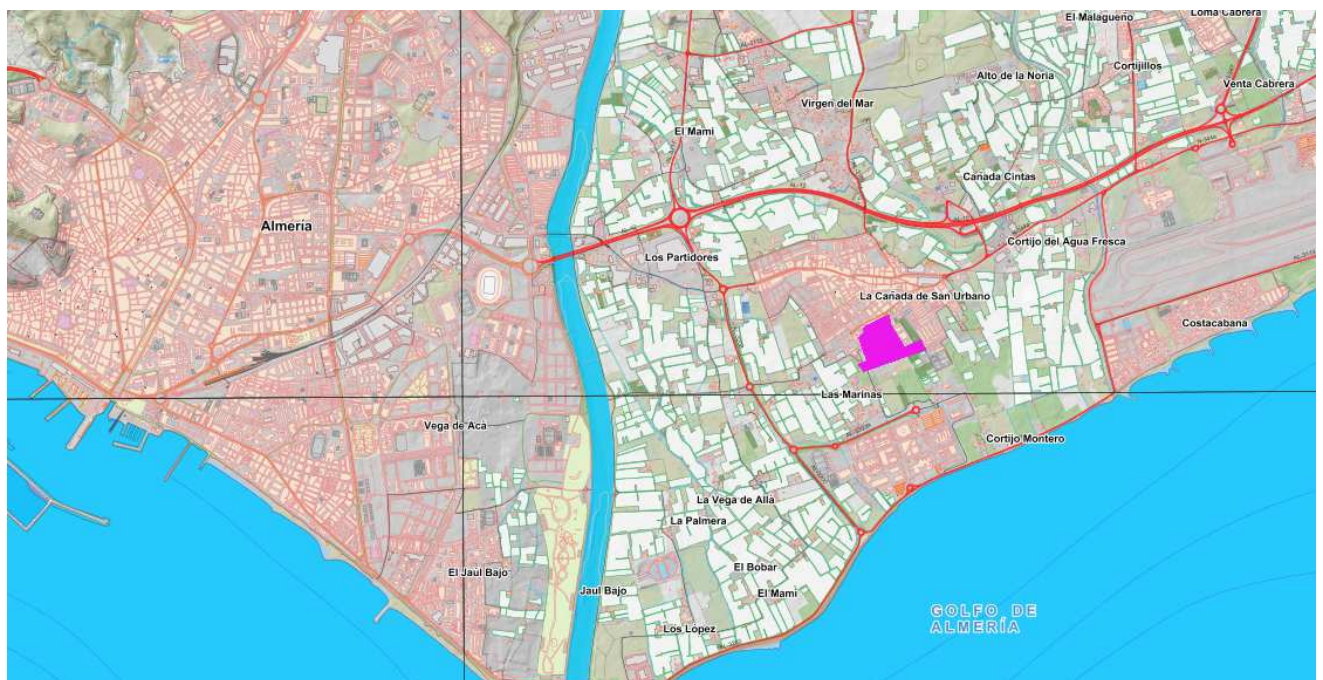 El Malagueño
Loma Cabrera
Cortijillos
Alto de la Noria
Venta Cabrera
Virgen del Mar
El Mami
Cañada Cintas
AL-12
Almería
Cortijo del Agua Fresca
Los Partidores
La Cañada de San Urbano
Costacabana
Las Marinas
Vega de Acá
Cortijo Montero
La Vega de Allá
La Palmera
El Bobar
El Jaul Bajo
Jaul Bajo
El Mami
Los López
GOLFO DE
ALMERÍA